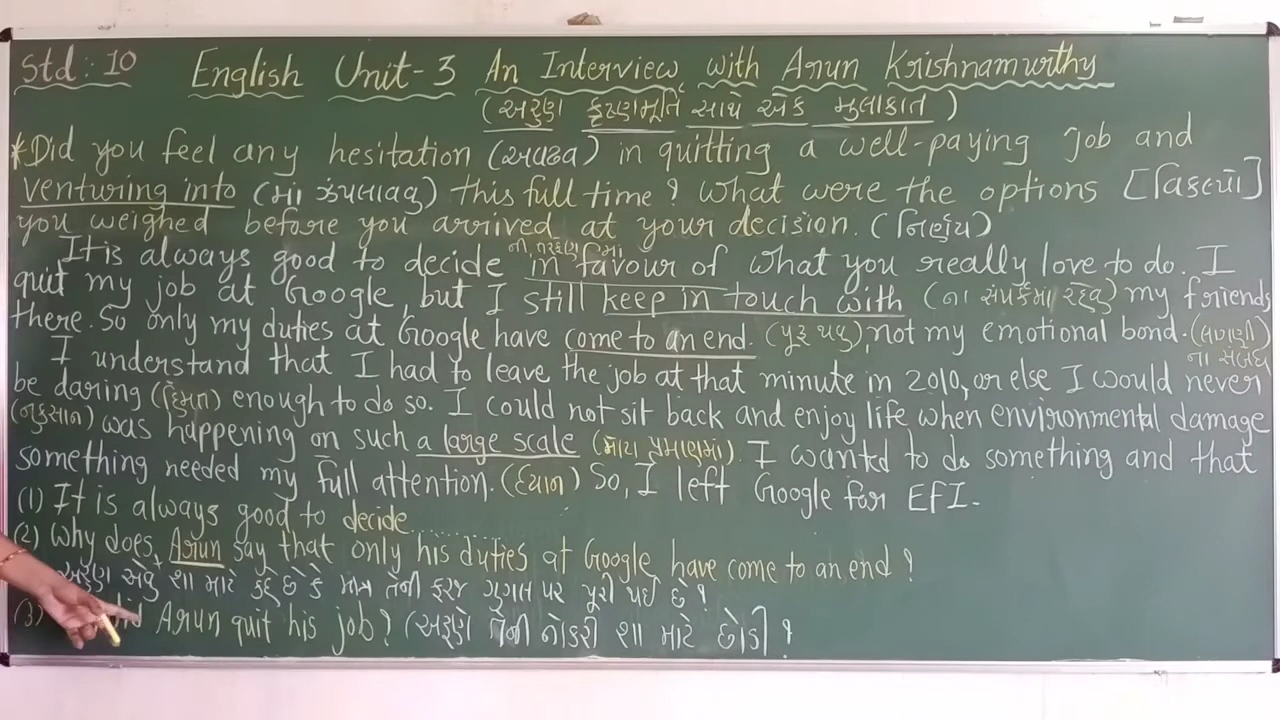 Std: 10 English Unit-3 An Interview with Arun Krishnamurthy
(અરુણ કૃષ્ણમૂર્તિ સાથે એક મુલાકાત)
*Did you feel any hesitation (અવઢવ) in quitting a well-paying job and
venturing into (માં ઝંપલાવવું) this full time? What were the options [વિકલ્પો]
you weighed before you arrived at your decision. (નિર્ણય)
ની તરફેણમાં
It is always good to decide in favour of what you really love to do. I
quit my job at Google, but I still keep in touch with (ના સંપર્કમાં રહેવું) my friends
there. So only my duties at Google have come to an end. (પૂરું થવું), not my emotional bond. (લાગણી
ના સંબંધ
I understand that I had to leave the job at that minute in 2010, or else I would never
be daring (હિંમત) enough to do so. I could not sit back and enjoy life when environmental damage
(નુકસાન) was happening on such a large scale (મોટા પ્રમાણમાં). I wantd to do something and that
something needed my full attention. (ધ્યાન) So, I left Google for EFI.
(1) It is always good to decide..............
(2) Why does, Arun say that only his duties at Google have come to an end?
અરુણ એવું શા માટે કહે છે કે માત્ર તેની ફરજ ગુગલ પર પૂરી થઈ છે?
(3) did Arun quit his job? (અરુણે તેની નોકરી શા માટે છોડી?